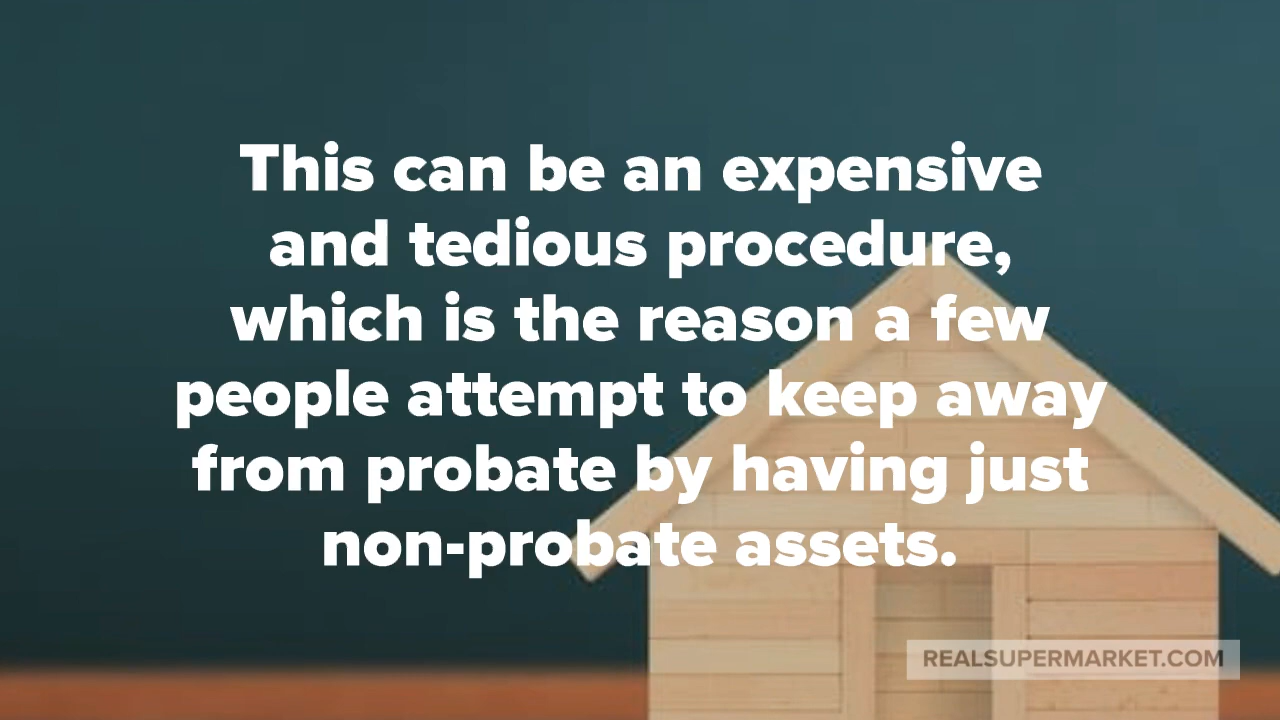 This can be an expensive
and tedious procedure,
which is the reason a few
people attempt to keep away
from probate by having just
non-probate assets.
REALSUPERMARKET.COM